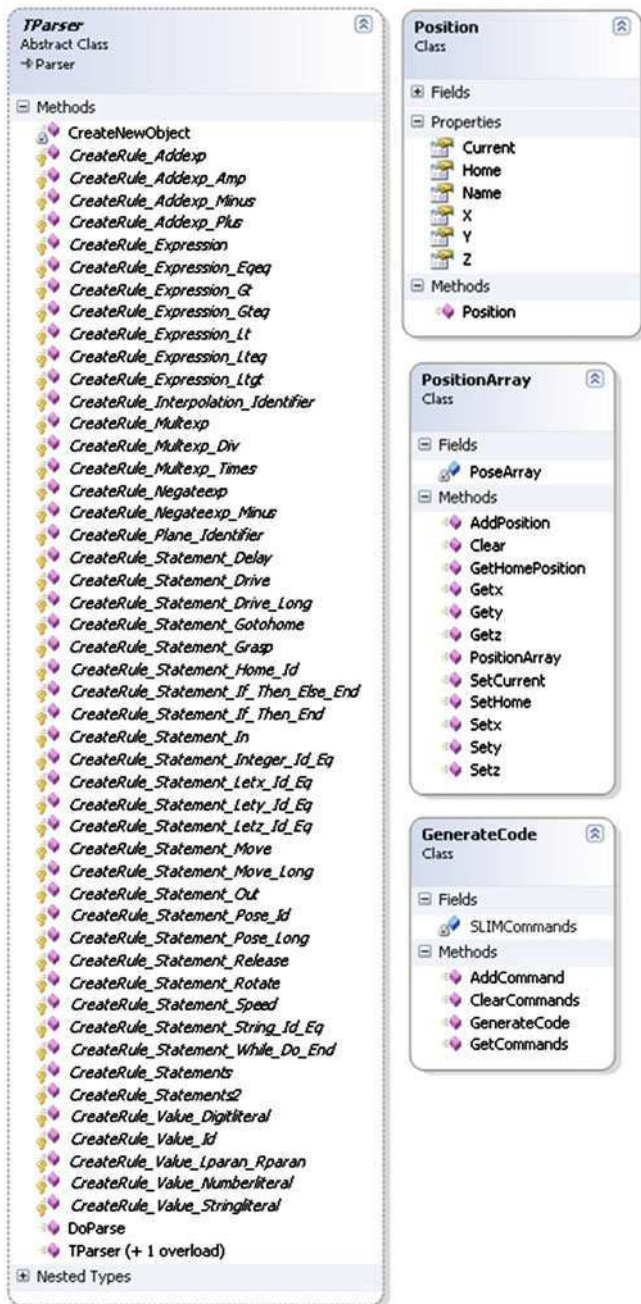 TParser
Abstract Class
Parser
Methods
CreateNewObject
CreateRule_Addexp
CreateRule_Addexp_Amp
CreateRule_Addexp_Minus
CreateRule_Addexp_Plus
CreateRule_Expression
CreateRule_Expression_Eqeq
CreateRule_Expression_Gt
CreateRule_Expression_Gteq
CreateRule_Expression_Lt
CreateRule_Expression_Lteq
CreateRule_Expression_Ltgt
CreateRule_Interpolation_Identifier
CreateRule_Multexp
CreateRule_Multexp_Div
CreateRule_Multexp_Times
CreateRule_Negateexp
CreateRule_Negateexp_Minus
CreateRule_Plane_Identifier
CreateRule_Statement_Delay
CreateRule_Statement_Drive
CreateRule_Statement_Drive_Long
CreateRule_Statement_Gotohome
CreateRule_Statement_Grasp
CreateRule_Statement_Home_Id
CreateRule_Statement_If_Then_Else_End
CreateRule_Statement_If_Then_End
CreateRule_Statement_In
CreateRule_Statement_Integer_Id_Eq
CreateRule_Statement_Letx_Id_Eq
CreateRule_Statement_Lety_Id_Eq
CreateRule_Statement_Letz_Id_Eq
CreateRule_Statement_Move
CreateRule_Statement_Move_Long
CreateRule_Statement_Out
CreateRule_Statement_Pose_Id
CreateRule_Statement_Pose_Long
CreateRule_Statement_Release
CreateRule_Statement_Rotate
CreateRule_Statement_Speed
CreateRule_Statement_String_Id_Eq
CreateRule_Statement_While_Do_End
CreateRule_Statements
CreateRule_Statements2
CreateRule_Value_Digitliteral
CreateRule_Value_Id
CreateRule_Value_Lparan_Rparan
CreateRule_Value_Numberliteral
CreateRule_Value_Stringliteral
DoParse
TParser (+ 1 overload)
Nested Types
Position
Class
Fields
Properties
Current
Home
Name
X
Y
Z
Methods
Position
PositionArray
Class
Fields
PoseArray
Methods
AddPosition
Clear
GetHomePosition
Getx
Gety
Getz
PositionArray
SetCurrent
SetHome
Setx
Sety
Setz
GenerateCode
Class
Fields
SLIMCommands
Methods
AddCommand
ClearCommands
GenerateCode
GetCommands